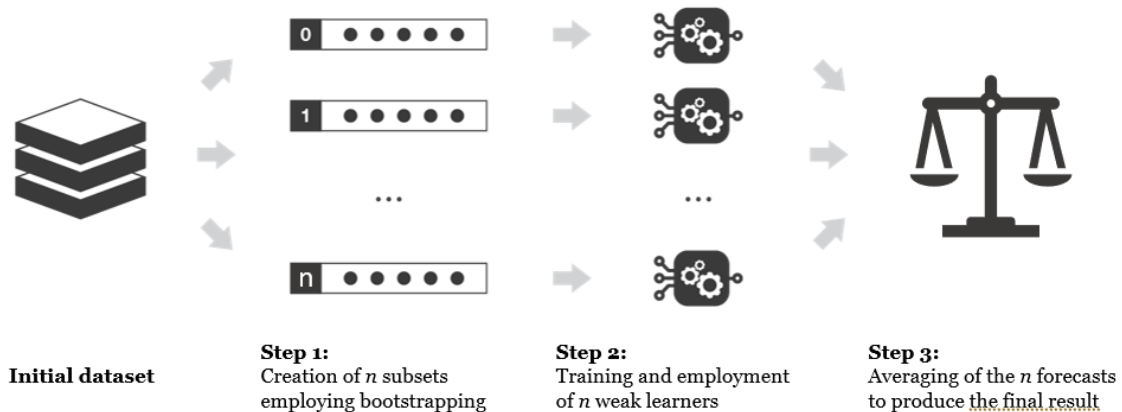 0
1
...
...
n
Initial dataset
Step 1:
Creation of n subsets
employing bootstrapping
Step 2:
Training and employment
of n weak learners
Step 3:
Averaging of the n forecasts
to produce the final result